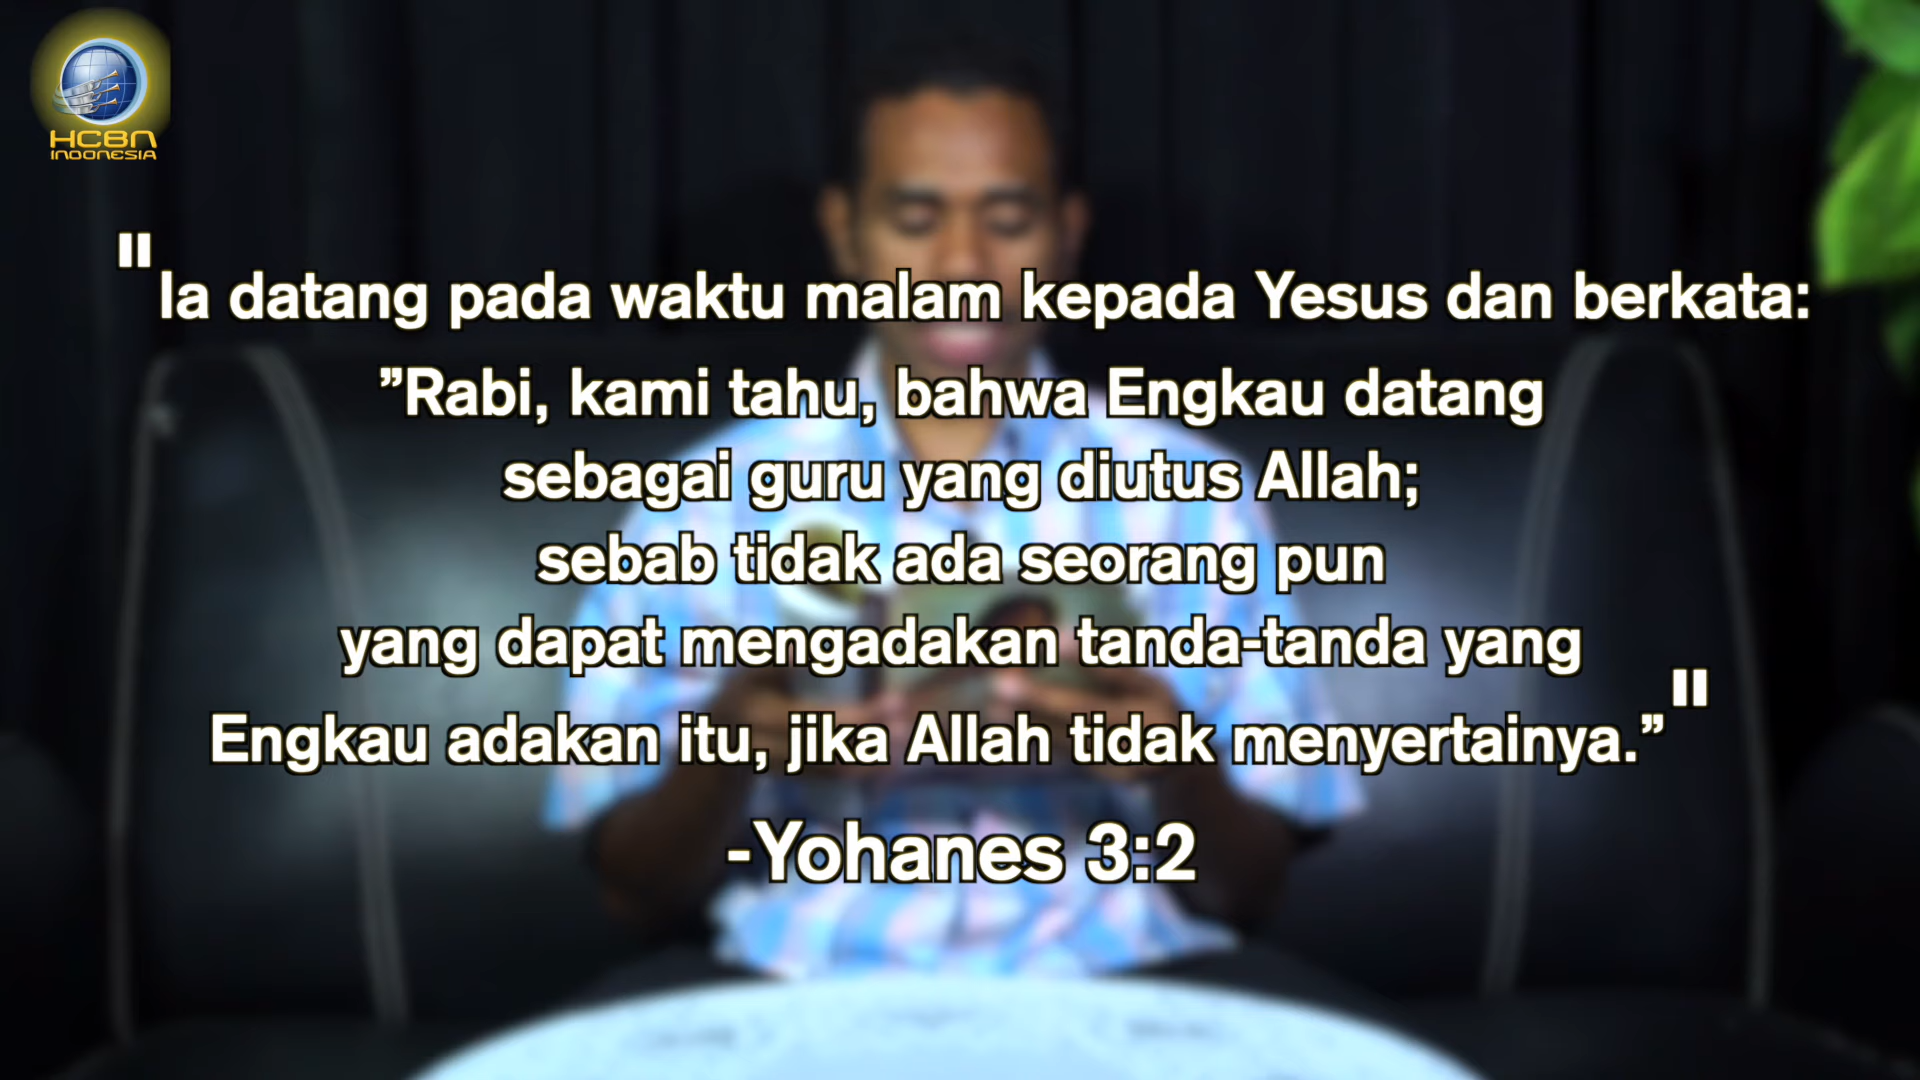 HCBN
INDONESIA
"Ia datang pada waktu malam kepada Yesus dan berkata:
”Rabi, kami tahu, bahwa Engkau datang
sebagai guru yang diutus Allah;
sebab tidak ada seorang pun
yang dapat mengadakan tanda-tanda yang
Engkau adakan itu, jika Allah tidak menyertainya.”"
-Yohanes 3:2